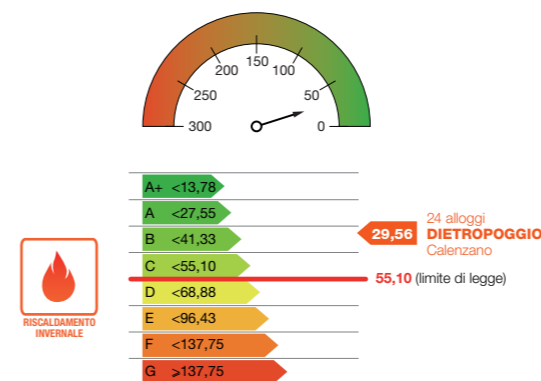 150
200
100
250
50
300
0
A+ <13,78
A <27,55
B <41,33
C <55,10
D <68,88
E <96,43
F <137,75
G ⩾137,75
29,56
24 alloggi
DIETROPOGGIO
Calenzano
55,10 (limite di legge)
RISCALDAMENTO
INVERNALE